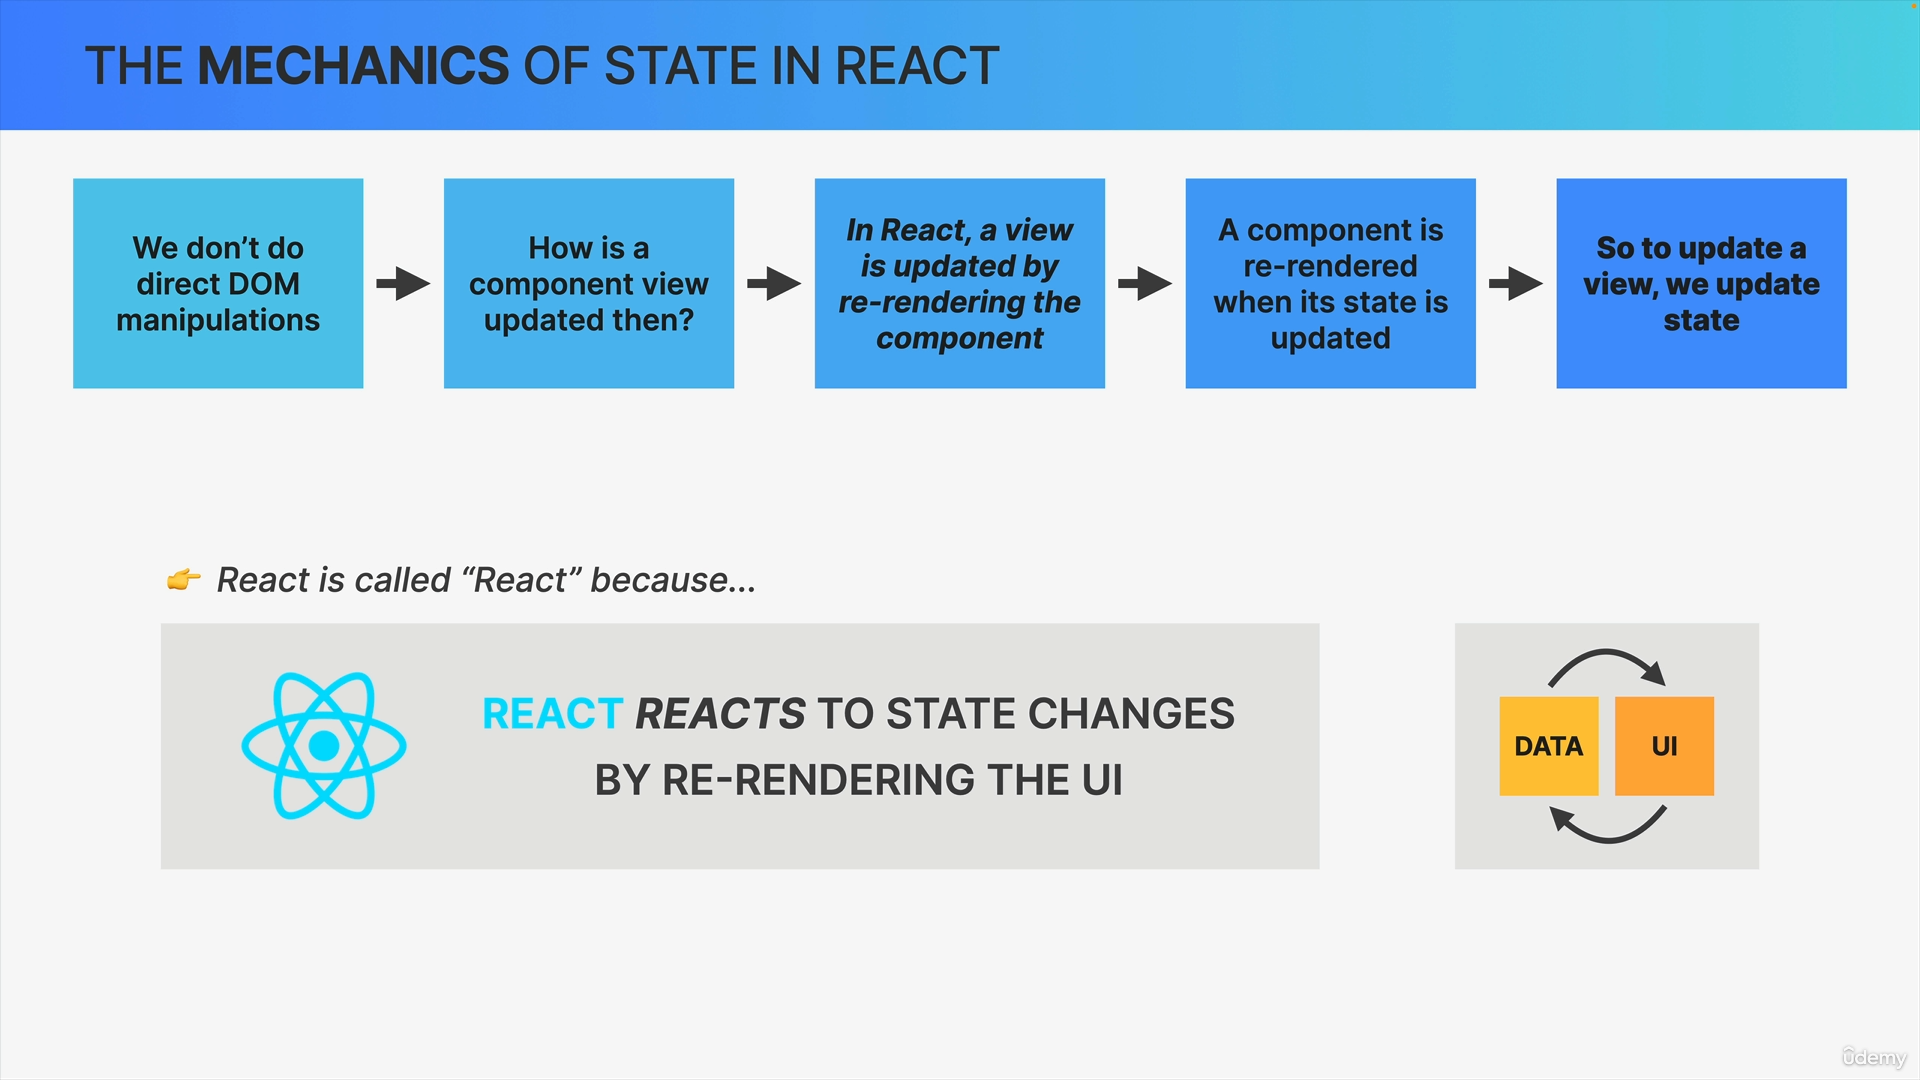 THE MECHANICS OF STATE IN REACT
We don’t do
direct DOM
manipulations
How is a
component view
updated then?
In React, a view
is updated by
re-rendering the
component
A component is
re-rendered
when its state is
updated
So to update a
view, we update
state
👉 React is called “React” because…
REACT REACTS TO STATE CHANGES
BY RE-RENDERING THE UI
DATA
UI
ûdemy